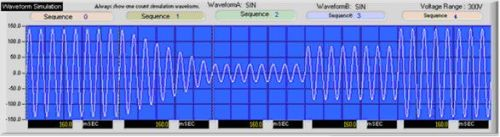 Waveform Simulation
Always show one count simulation waveform.
WaveformA: SIN
WaveformB: SIN
Voltage Range : 300V
Sequence 0
Sequence 1
Sequence 2
Sequence 3
Sequence 4
150.0
100.0
50.0
0.0
-50.0
-100.0
-150.0
160.0 mSEC
160.0 mSEC
160.0 mSEC
160.0 mSEC
160.0 mSEC